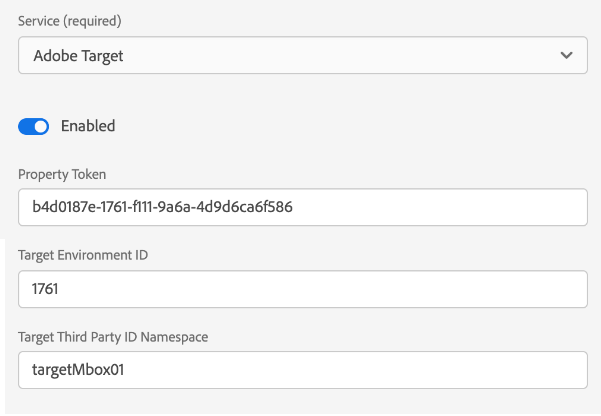 Service (required)
Adobe Target
Enabled
Property Token
b4d0187e-1761-f111-9a6a-4d9d6ca6f586
Target Environment ID
1761
Target Third Party ID Namespace
targetMbox01